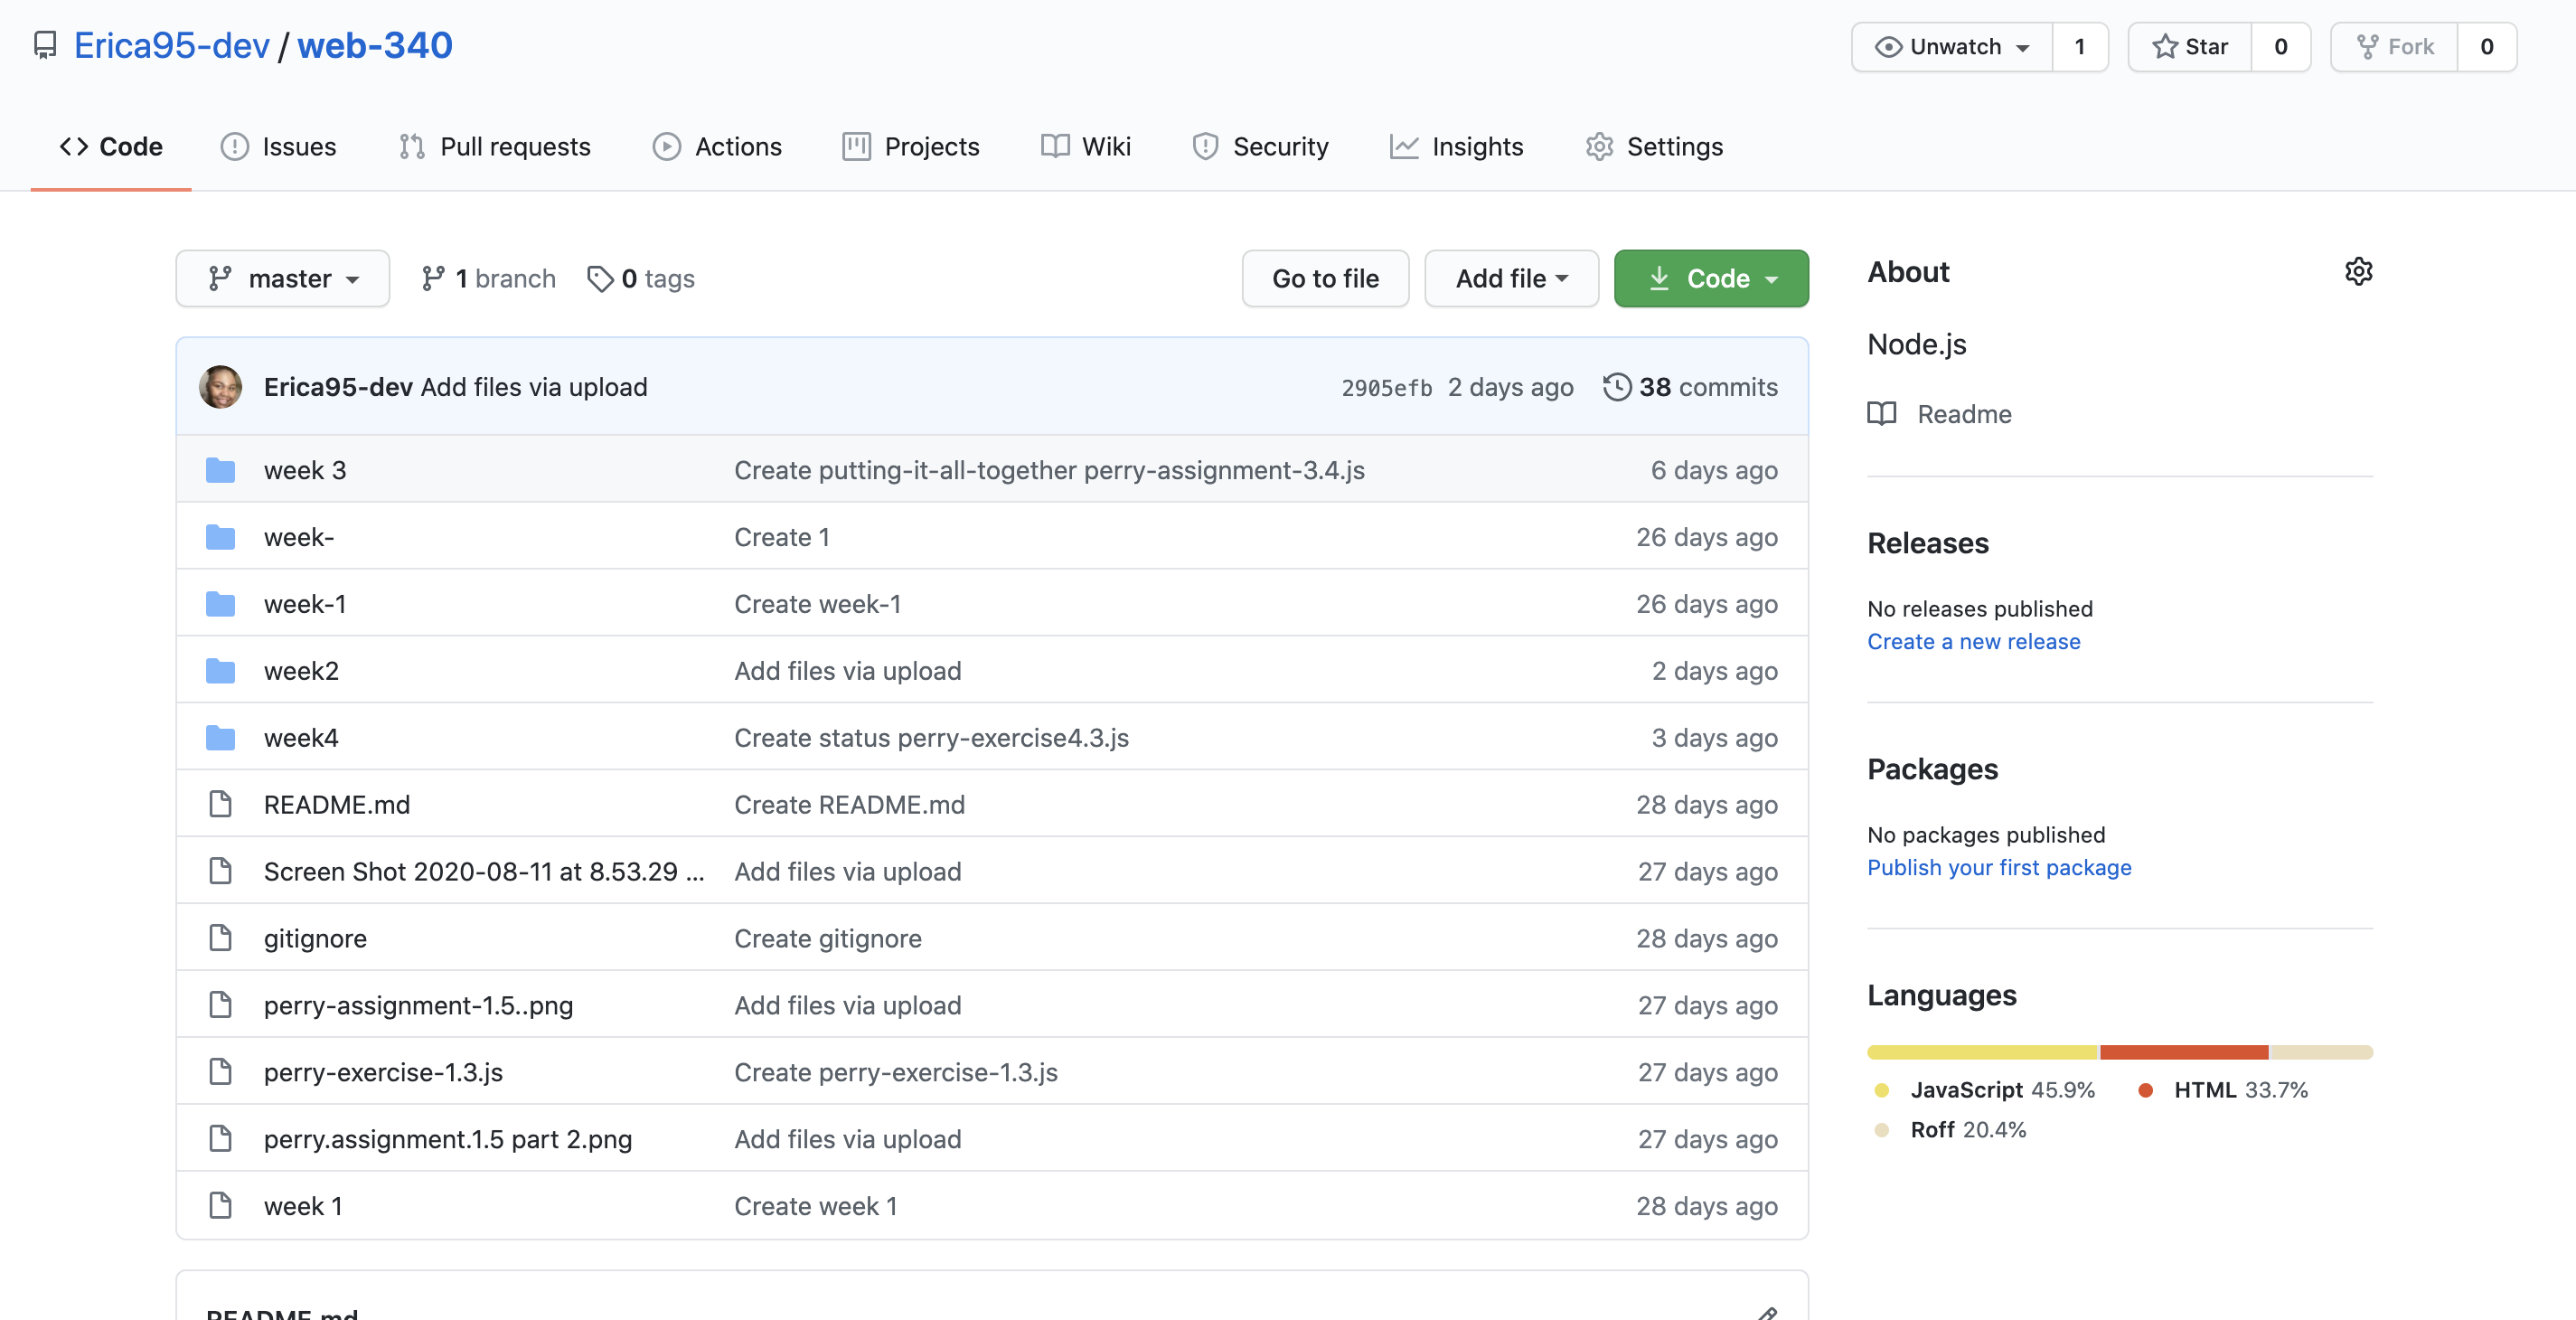 Erica95-dev / web-340
Unwatch 1 Star 0 Fork 0
Code Issues Pull requests Actions Projects Wiki Security Insights Settings
master 1 branch 0 tags Go to file Add file Code
Erica95-dev Add files via upload 2905efb 2 days ago 38 commits
week 3 Create putting-it-all-together perry-assignment-3.4.js 6 days ago
week- Create 1 26 days ago
week-1 Create week-1 26 days ago
week2 Add files via upload 2 days ago
week4 Create status perry-exercise4.3.js 3 days ago
README.md Create README.md 28 days ago
Screen Shot 2020-08-11 at 8.53.29 ... Add files via upload 27 days ago
gitignore Create gitignore 28 days ago
perry-assignment-1.5..png Add files via upload 27 days ago
perry-exercise-1.3.js Create perry-exercise-1.3.js 27 days ago
perry.assignment.1.5 part 2.png Add files via upload 27 days ago
week 1 Create week 1 28 days ago
README.md
About
Node.js
Readme
Releases
No releases published
Create a new release
Packages
No packages published
Publish your first package
Languages
JavaScript 45.9% HTML 33.7%
Roff 20.4%